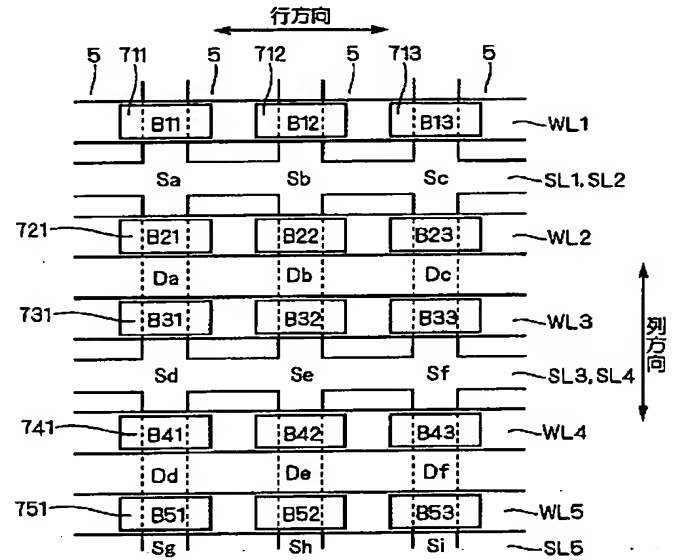 行方向
5 711 5 712 5 713 5
B11 B12 B13 WL1
Sa Sb Sc SL1, SL2
721 B21 B22 B23 WL2
Da Db Dc
731 B31 B32 B33 WL3
列方向
Sd Se Sf SL3, SL4
741 B41 B42 B43 WL4
Dd De Df
751 B51 B52 B53 WL5
Sg Sh Si SL5